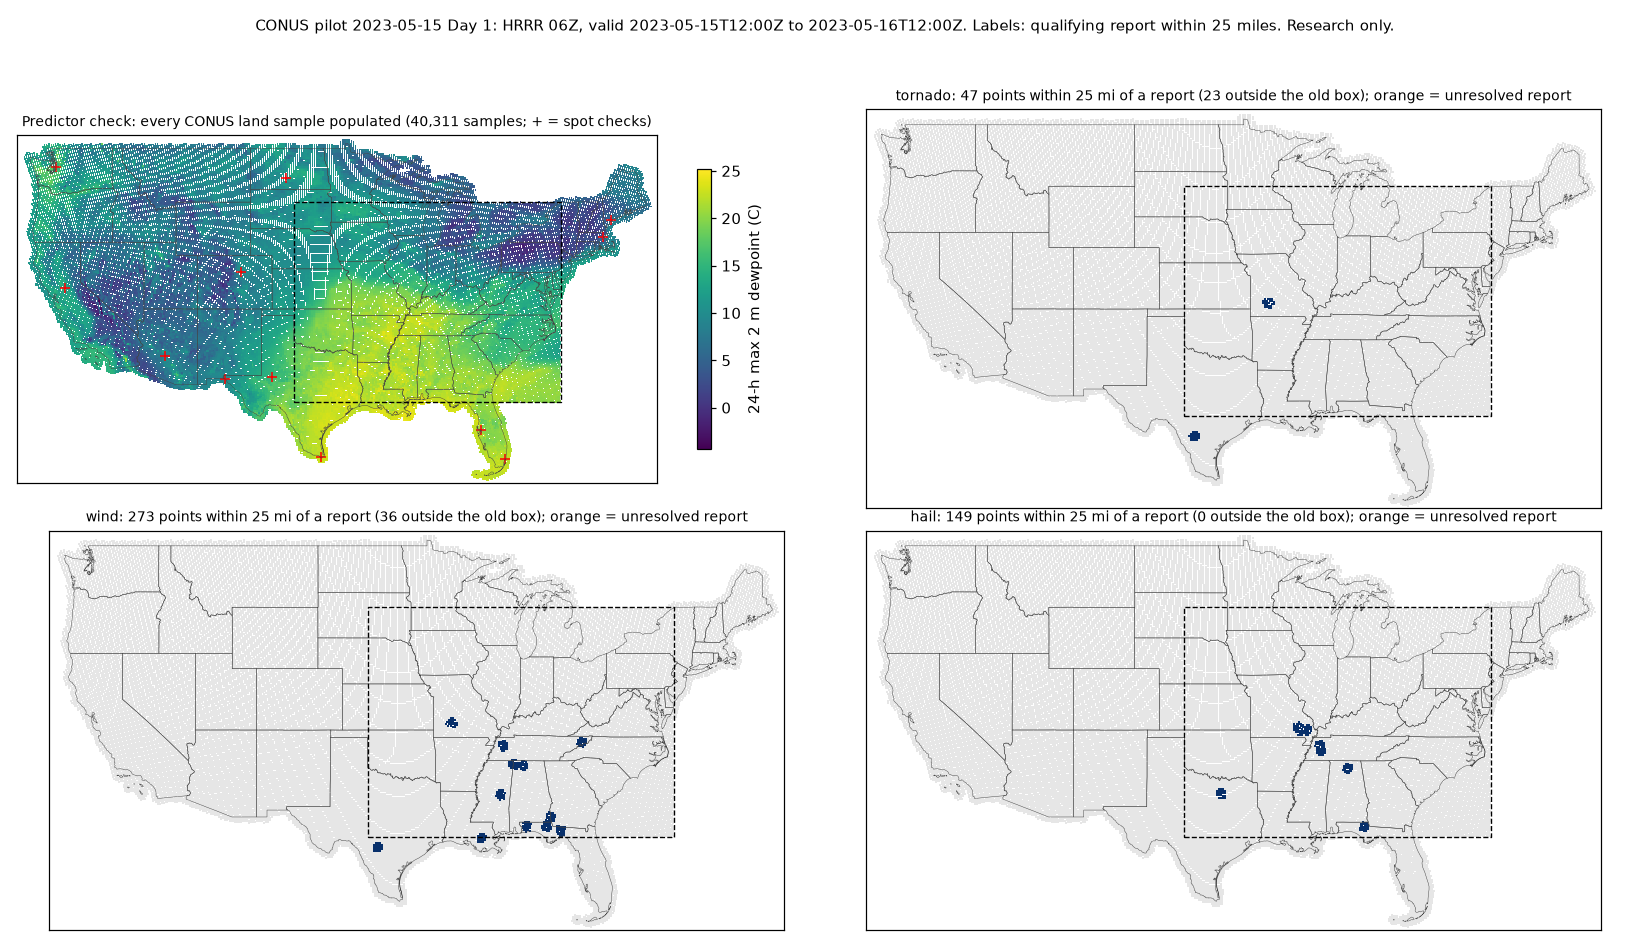 CONUS pilot 2023-05-15 Day 1: HRRR 06Z, valid 2023-05-15T12:00Z to 2023-05-16T12:00Z. Labels: qualifying report within 25 miles. Research only.
Predictor check: every CONUS land sample populated (40,311 samples; + = spot checks)
25
20
15
10
5
0
24-h max 2 m dewpoint (C)
tornado: 47 points within 25 mi of a report (23 outside the old box); orange = unresolved report
wind: 273 points within 25 mi of a report (36 outside the old box); orange = unresolved report
hail: 149 points within 25 mi of a report (0 outside the old box); orange = unresolved report